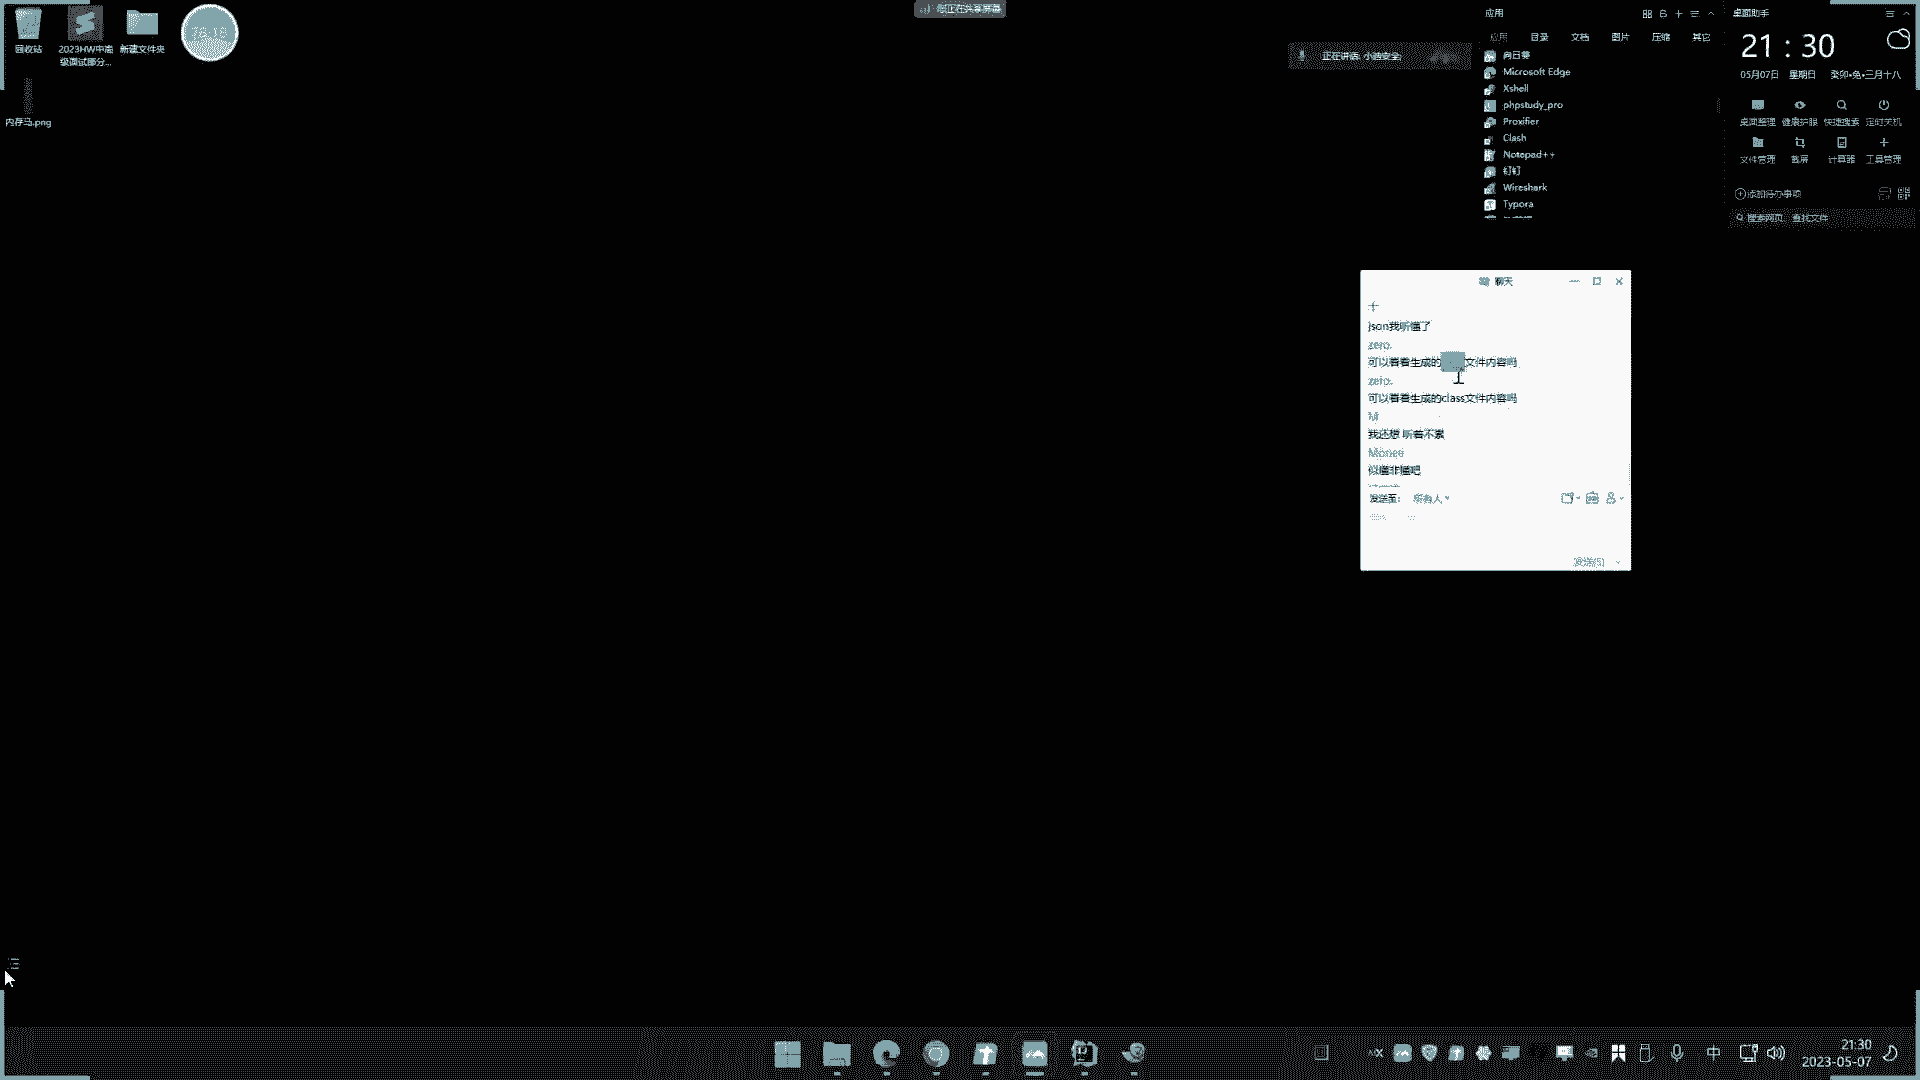 您正在共享屏幕
回收站
2023HW中高级面试部分...
新建文件夹
内存马.png
正在讲话: 小迪安全;
应用
应用 目录 文档 图片 压缩 其它
向日葵
Microsoft Edge
Xshell
phpstudy_pro
Proxifier
Clash
Notepad++
钉钉
Wireshark
Typora
桌面助手
21 : 30
05月07日 星期日 癸卯•兔•三月十八
桌面整理 健康护眼 快捷搜索 定时关机
文件管理 截屏 计算器 工具管理
添加待办事项
搜索网页、查找文件
聊天
json我听懂了
zero.
可以看看生成的 文件内容吗
zero.
可以看看生成的class文件内容吗
M
我还想 听着不累
似懂非懂吧
发送至: 所有人
发送(S)
中
21:30
2023-05-07